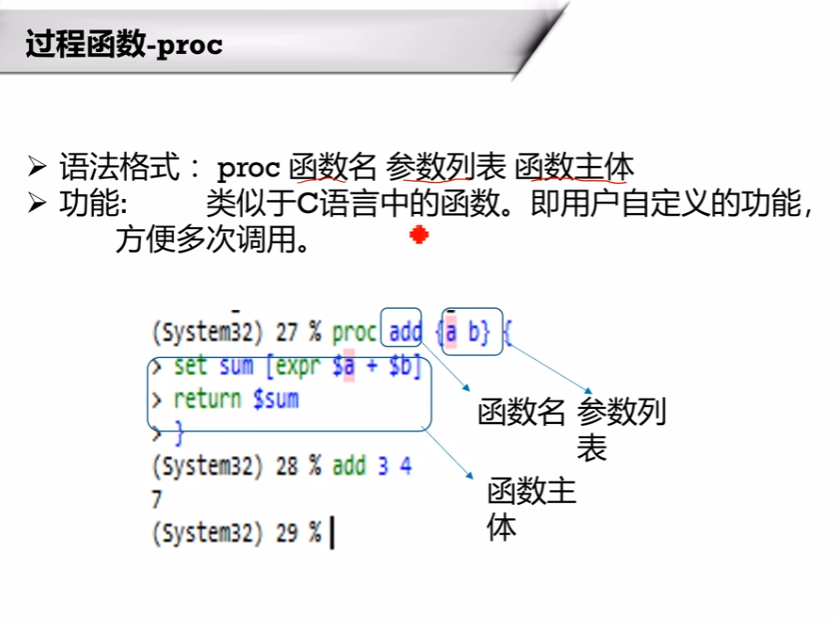 过程函数-proc
➢ 语法格式： proc 函数名 参数列表 函数主体
➢ 功能: 类似于C语言中的函数。即用户自定义的功能，
方便多次调用。
(System32) 27 % proc add {a b} {
> set sum [expr $a + $b]
> return $sum
> }
(System32) 28 % add 3 4
7
(System32) 29 %
函数名 参数列
表
函数主
体